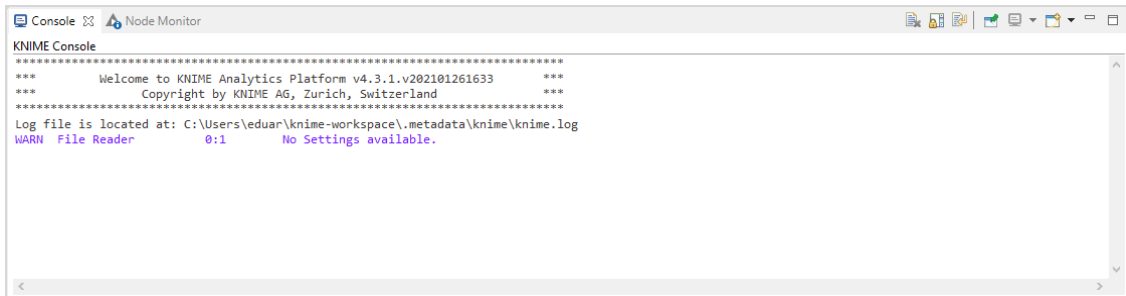 Console Node Monitor
KNIME Console
********************************************************************************
*** Welcome to KNIME Analytics Platform v4.3.1.v202101261633 ***
*** Copyright by KNIME AG, Zurich, Switzerland ***
********************************************************************************
Log file is located at: C:\Users\eduar\knime-workspace\.metadata\knime\knime.log
WARN File Reader 0:1 No Settings available.